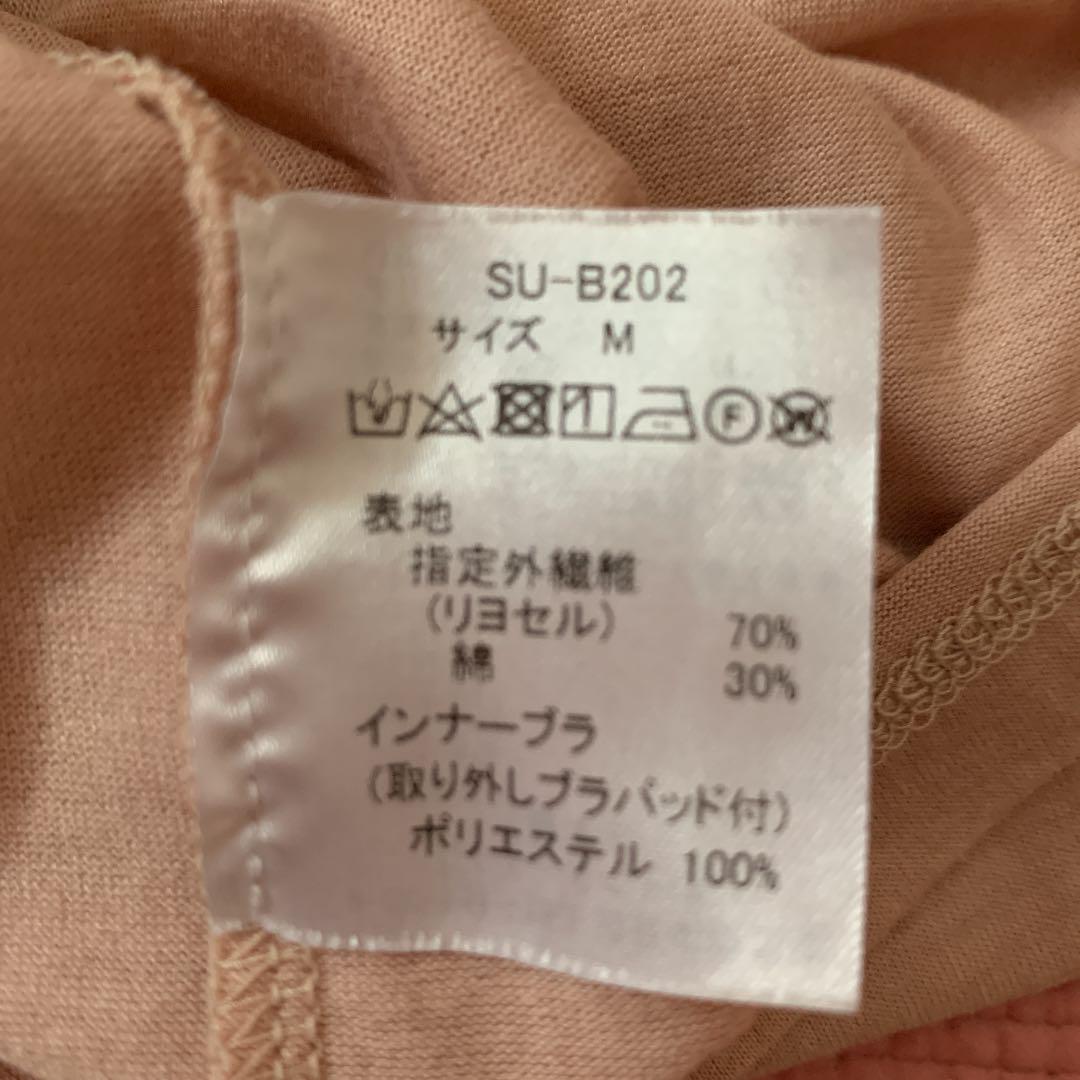 SU-B202
サイズ M
F W
表地
指定外繊維
(リヨセル) 70%
綿 30%
インナーブラ
(取り外しブラパッド付)
ポリエステル 100%